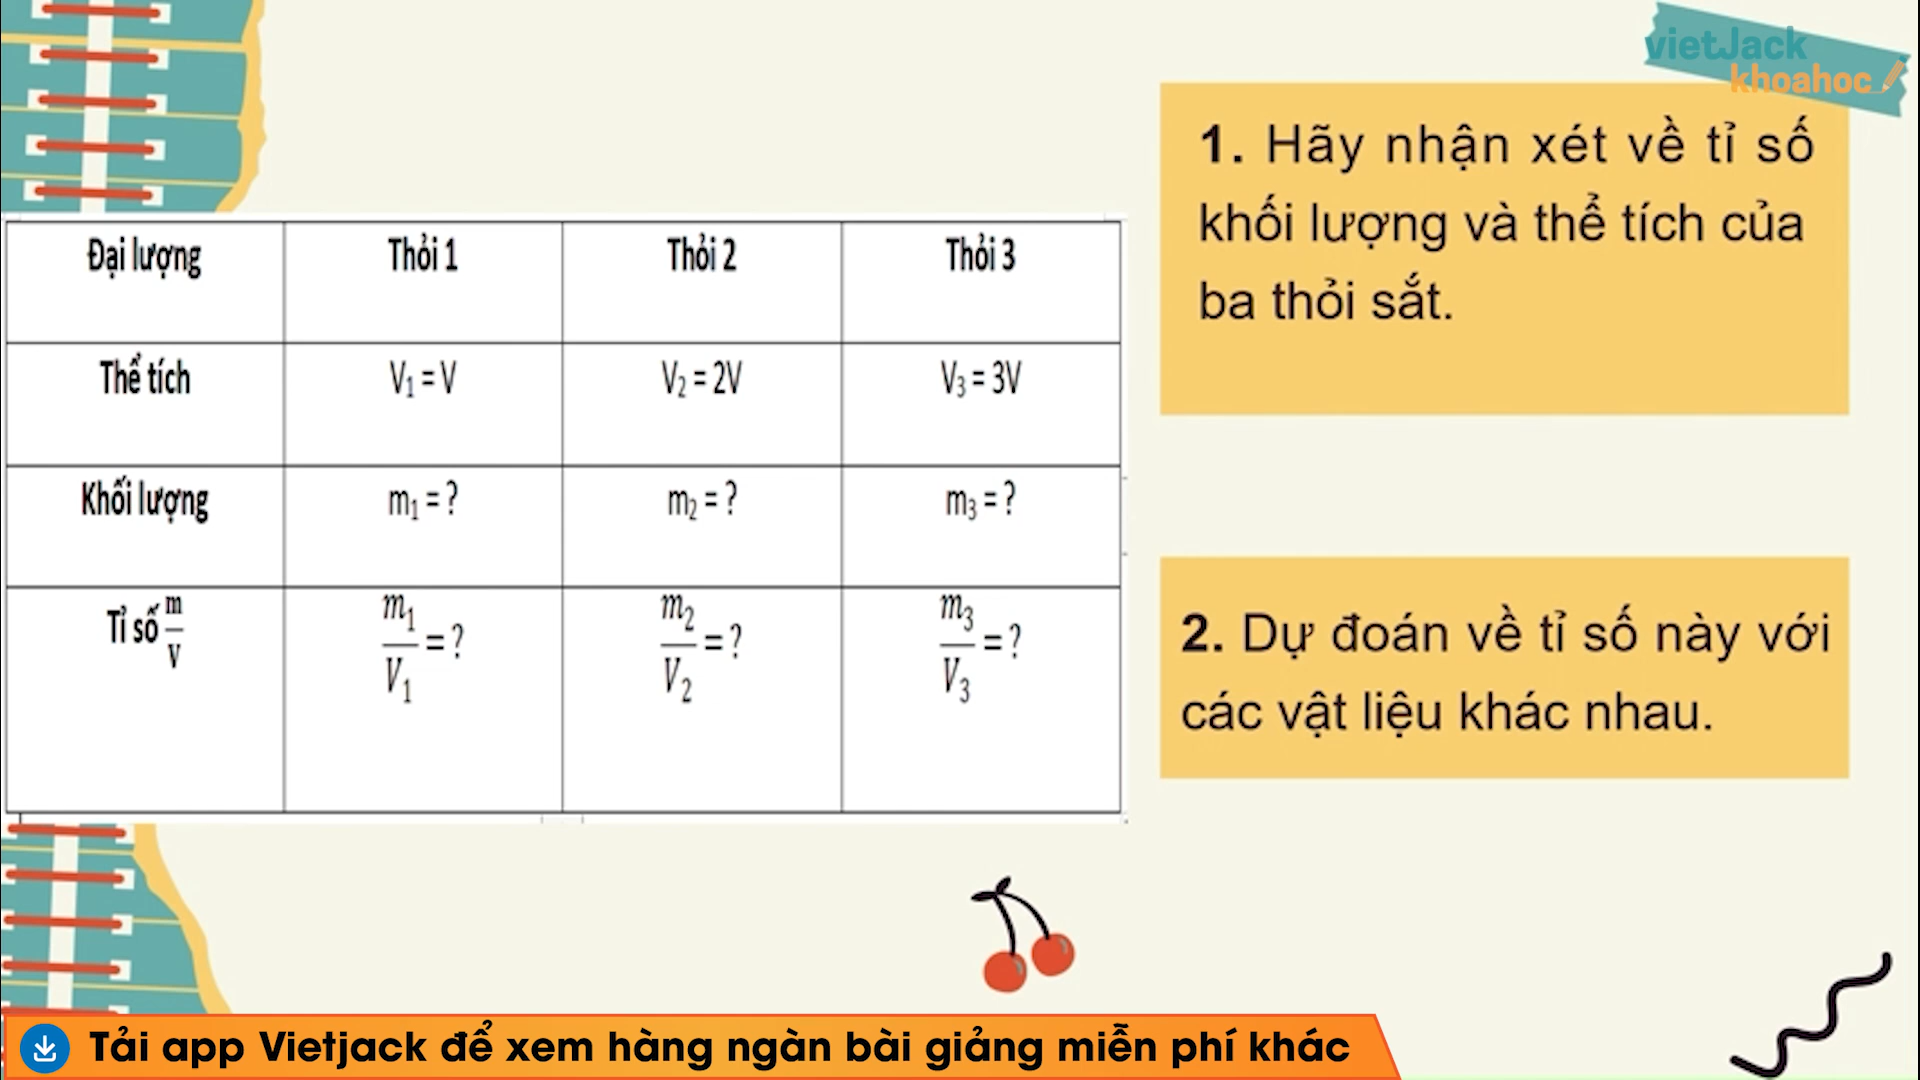 vietJack
khoahoc
1. Hãy nhận xét về tỉ số
khối lượng và thể tích của
ba thỏi sắt.
Đại lượng Thỏi 1 Thỏi 2 Thỏi 3
Thể tích V₁ = V V₂ = 2V V₃ = 3V
Khối lượng m₁ = ? m₂ = ? m₃ = ?
Tỉ số m/V m₁/V₁ = ? m₂/V₂ = ? m₃/V₃ = ?
2. Dự đoán về tỉ số này với
các vật liệu khác nhau.
Tải app Vietjack để xem hàng ngàn bài giảng miễn phí khác